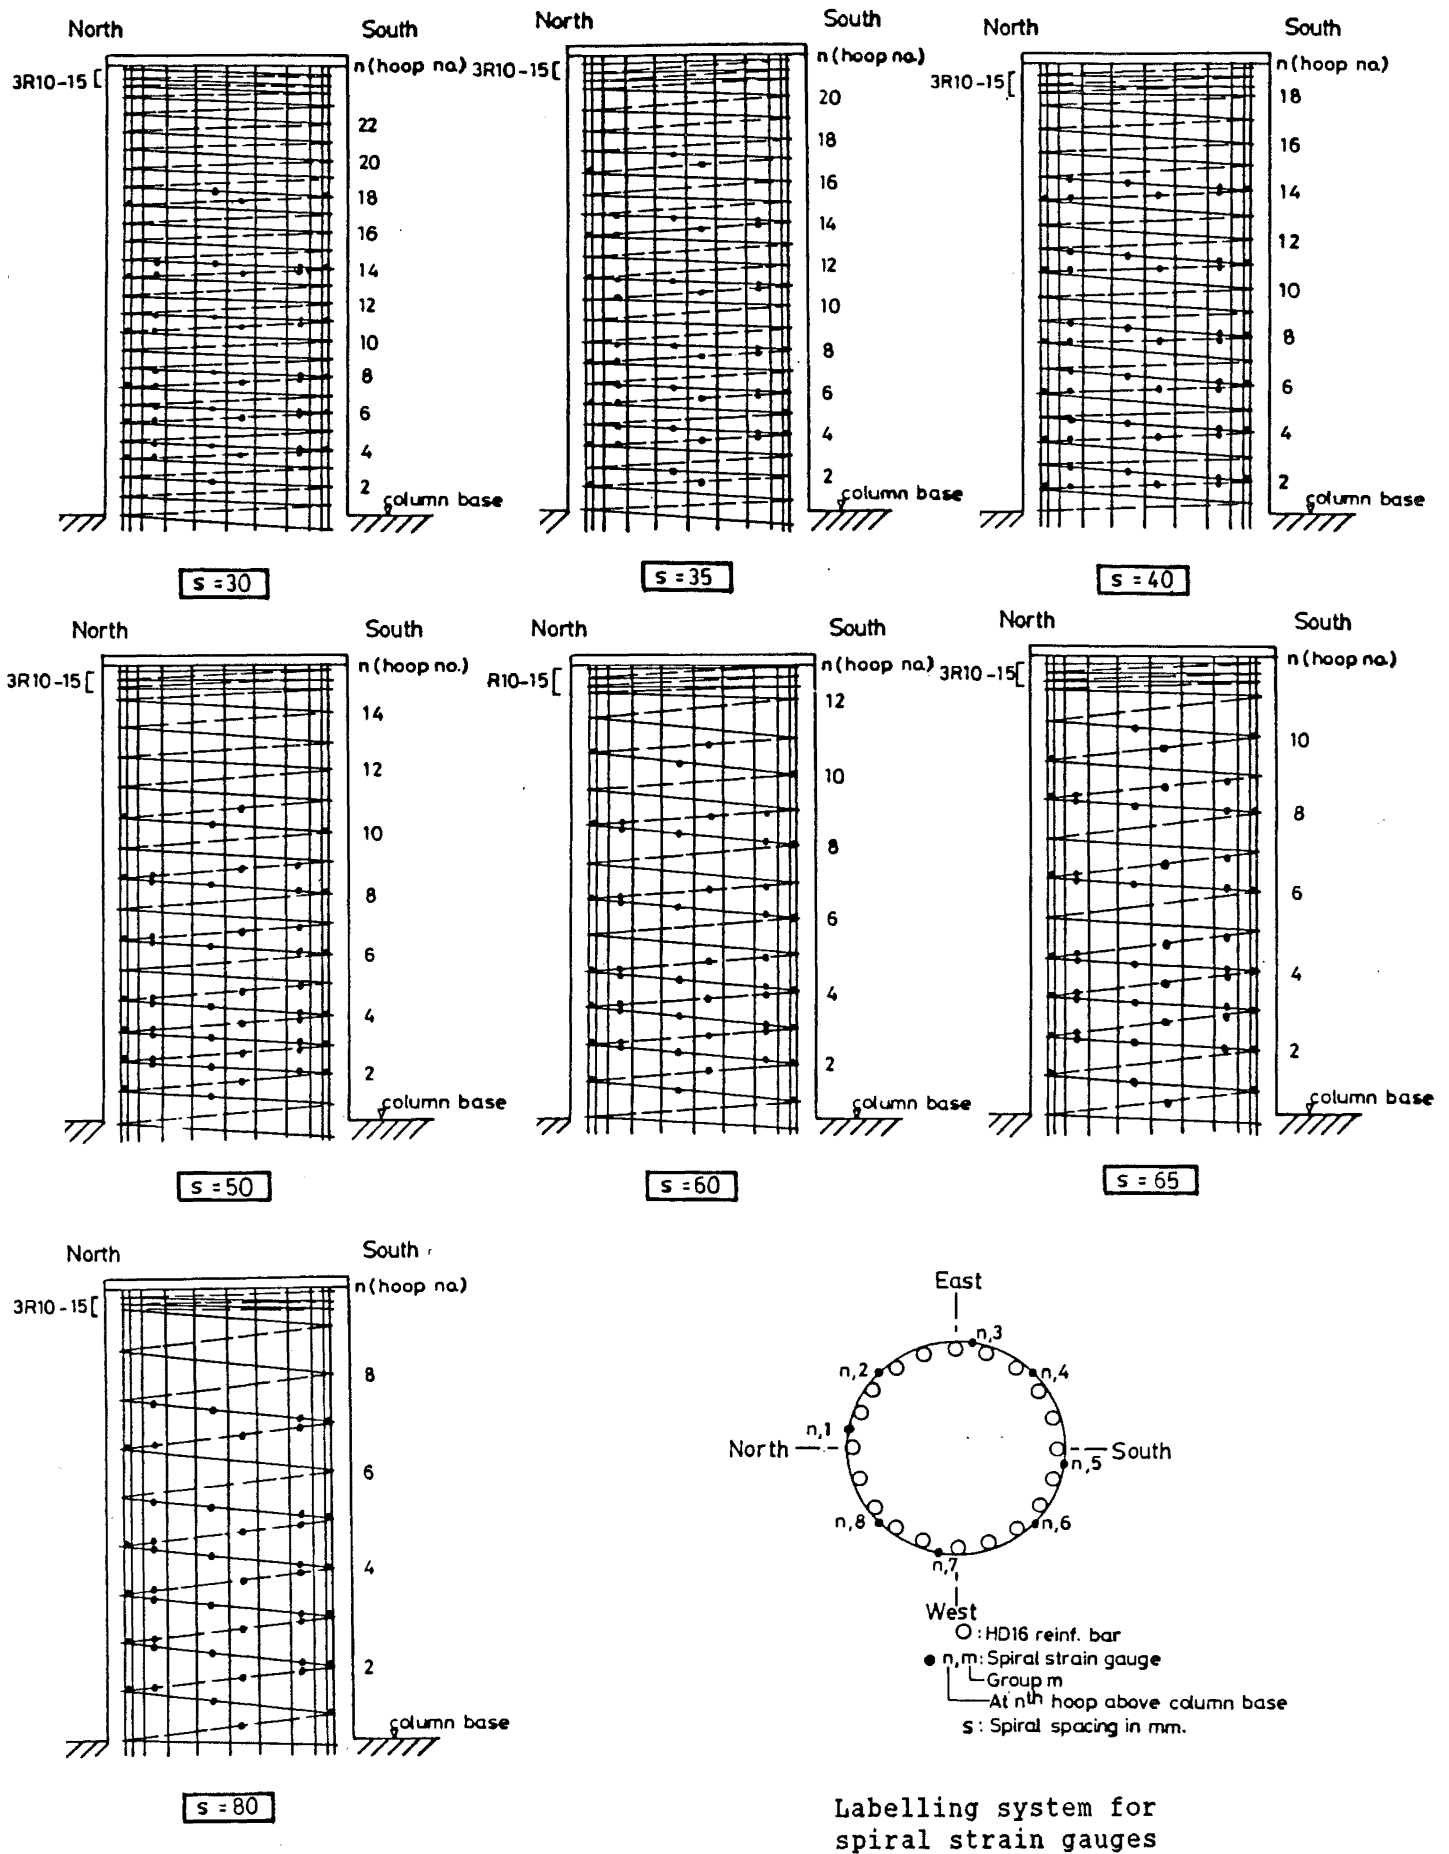 North
South
n (hoop no.)
3R10-15
22
20
18
16
14
12
10
8
6
4
2
column base
s = 30
North
South
n (hoop no.)
3R10-15
20
18
16
14
12
10
8
6
4
2
column base
s = 35
North
South
n (hoop no.)
3R10-15
18
16
14
12
10
8
6
4
2
column base
s = 40
North
South
n (hoop no.)
3R10-15
14
12
10
8
6
4
2
column base
s = 50
North
South
n (hoop no.)
R10-15
12
10
8
6
4
2
column base
s = 60
North
South
n (hoop no.)
3R10-15
10
8
6
4
2
column base
s = 65
North
South
n (hoop no.)
3R10-15
8
6
4
2
column base
s = 80
East
n,3
n,2
n,4
n,1
North
South
n,5
n,8
n,6
n,7
West
O : HD16 reinf. bar
● n,m: Spiral strain gauge
Group m
At nth hoop above column base
s : Spiral spacing in mm.
Labelling system for
spiral strain gauges